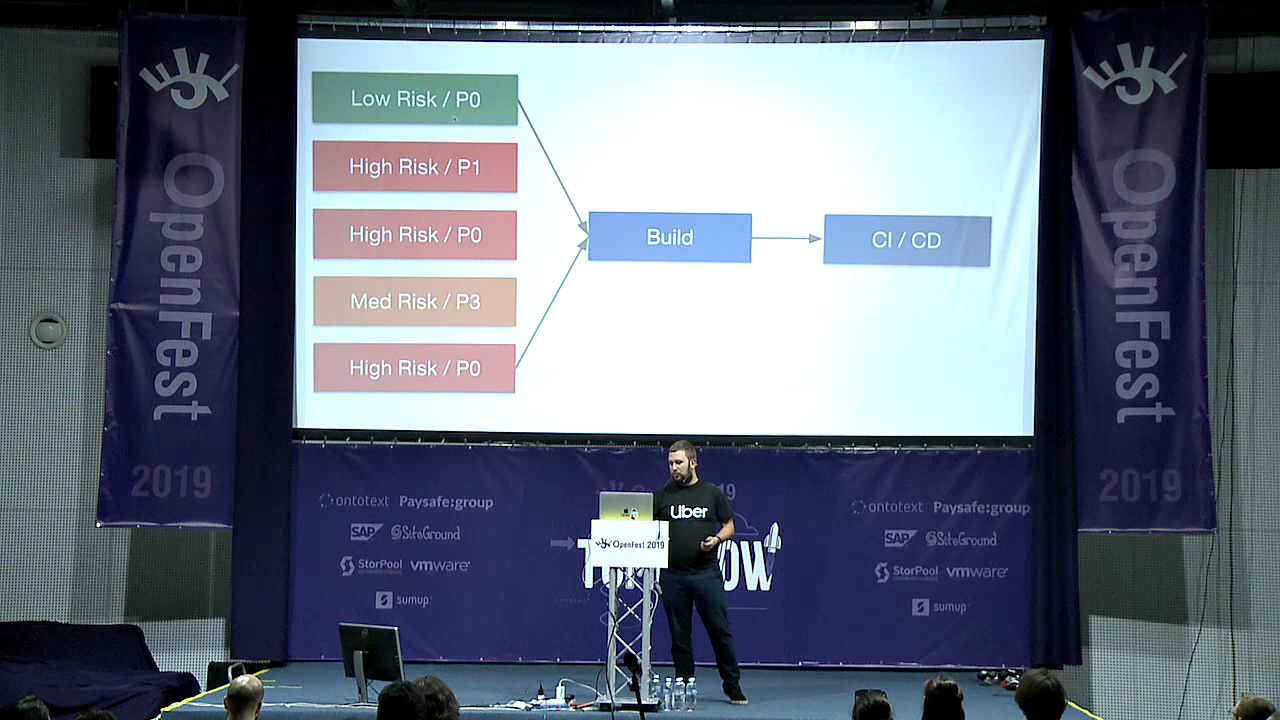 Low Risk / P0
High Risk / P1
High Risk / P0
Med Risk / P3
High Risk / P0
Build
CI / CD
OpenFest
2019
OpenFest
2019
ontotext Paysafe:group
SAP SiteGround
StorPool vmware
sumup
19
Uber
OpenFest 2019
OW
ontotext Paysafe:group
SAP SiteGround
StorPool vmware
sumup